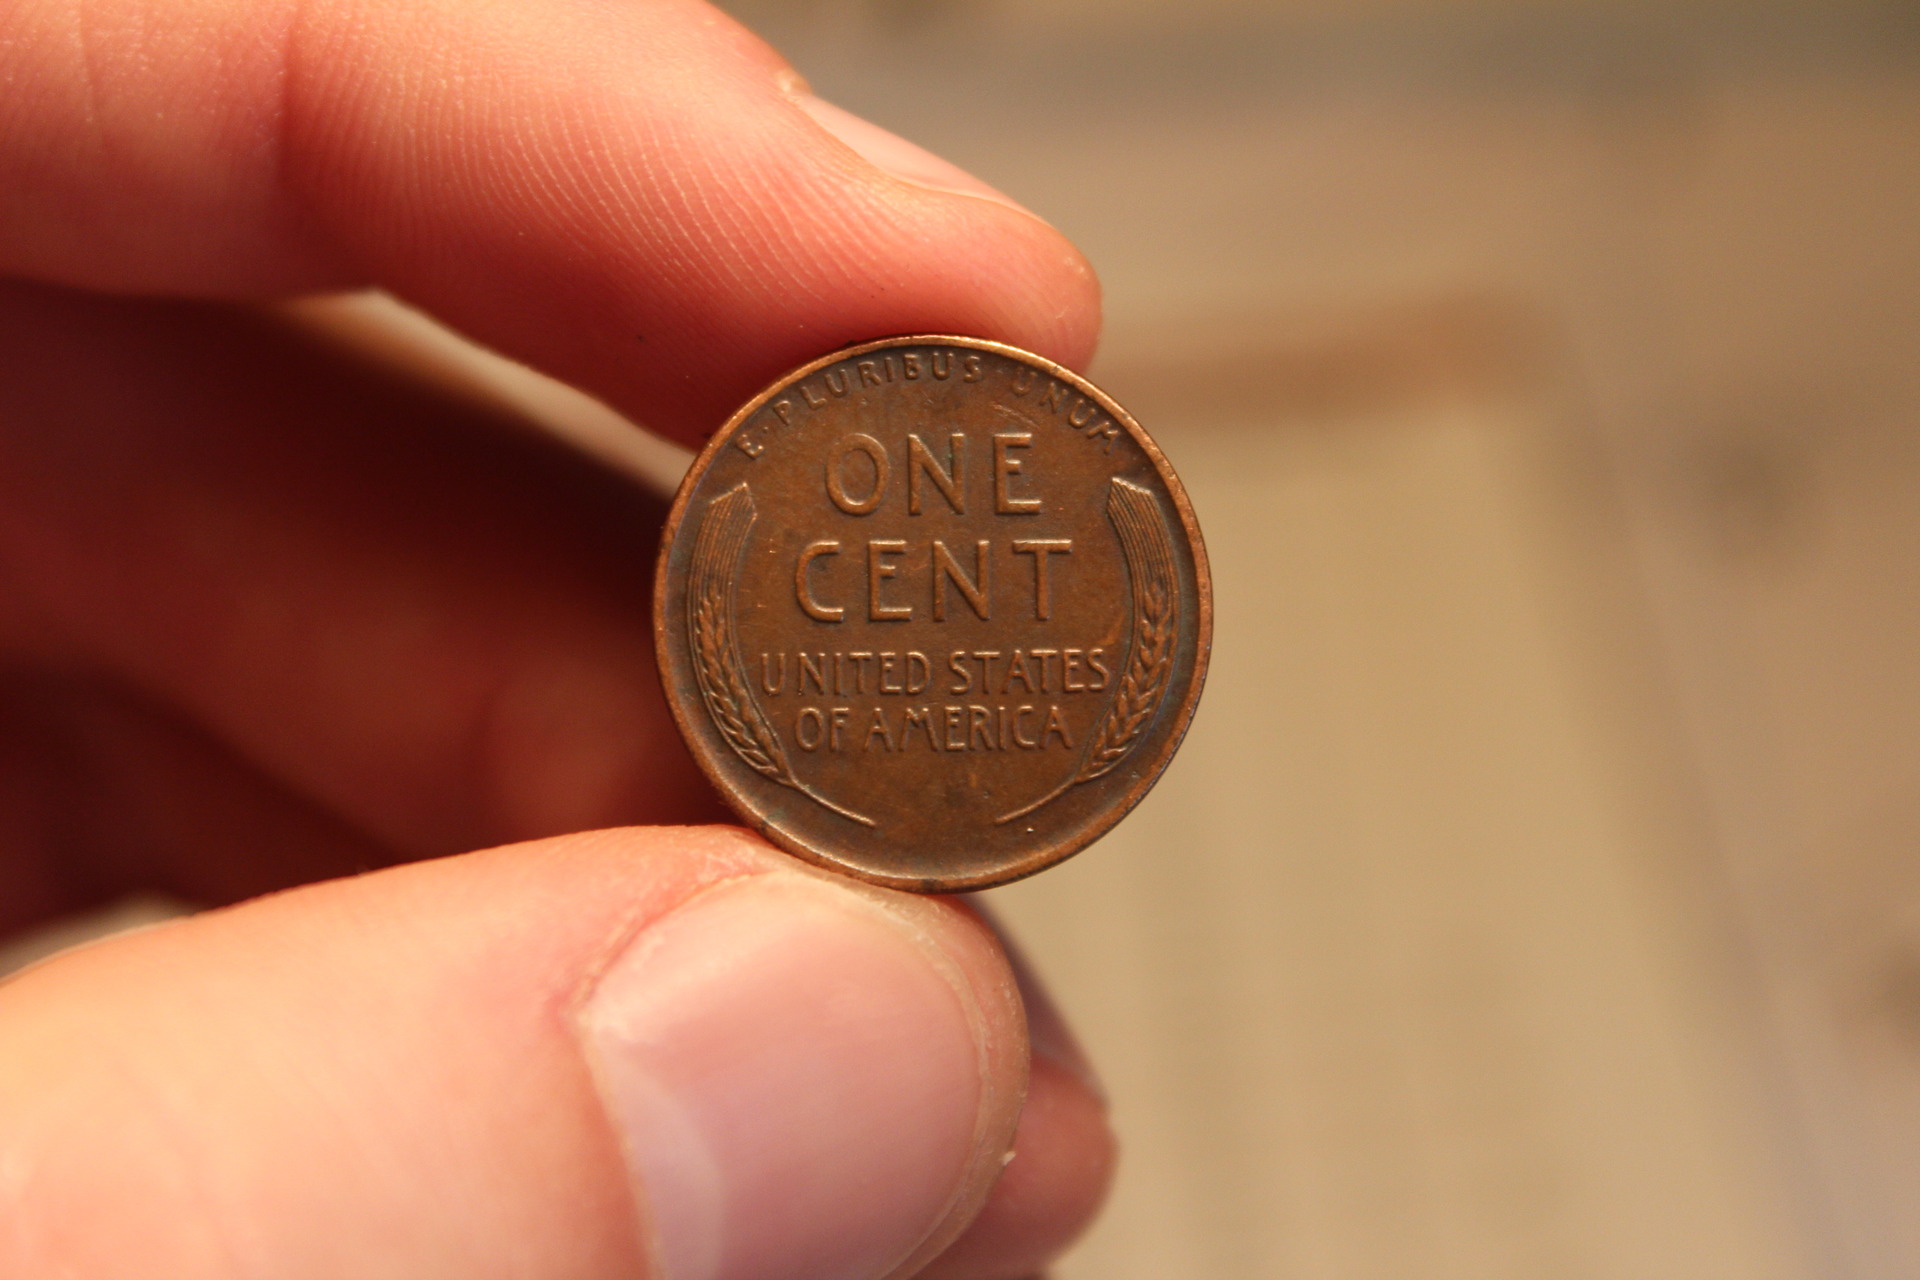 E·PLURIBUS·UNUM
ONE
CENT
UNITED STATES
OF AMERICA